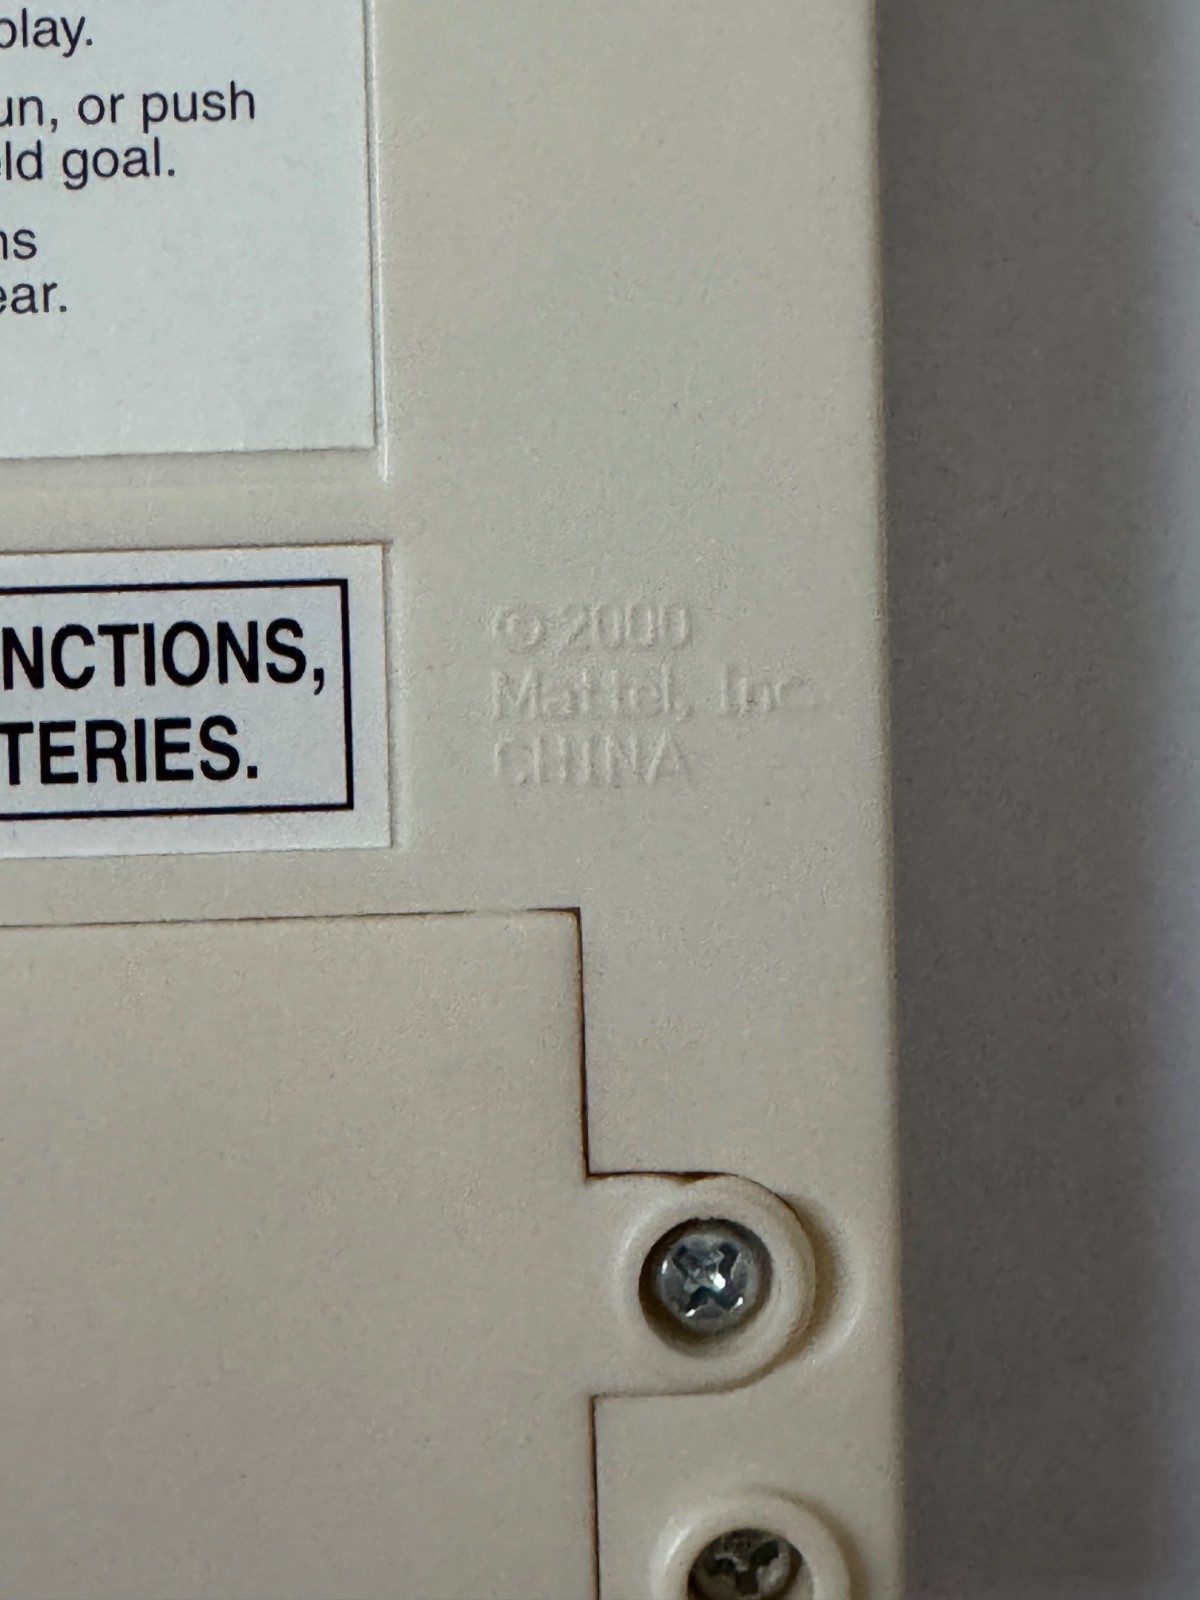 play.
un, or push
eld goal.
ns
ear.
NCTIONS,
TERIES.
© 2000
Mattel, Inc.
CHINA